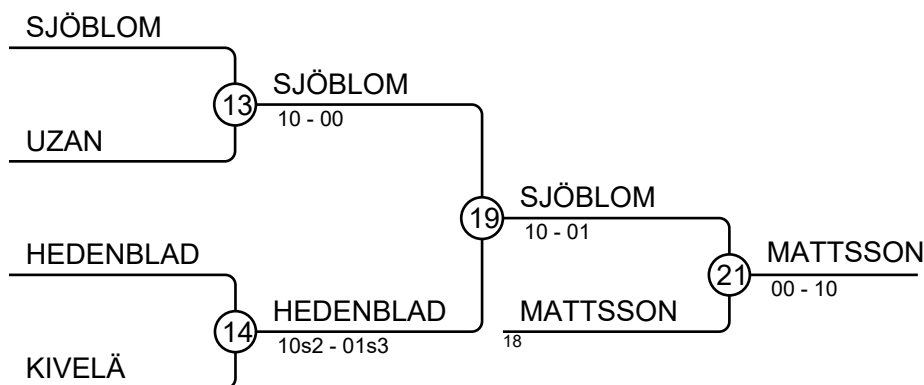 SJÖBLOM
13
SJÖBLOM
10 - 00
UZAN
19
SJÖBLOM
10 - 01
HEDENBLAD
21
MATTSSON
00 - 10
14
HEDENBLAD
10s2 - 01s3
MATTSSON
18
KIVELÄ